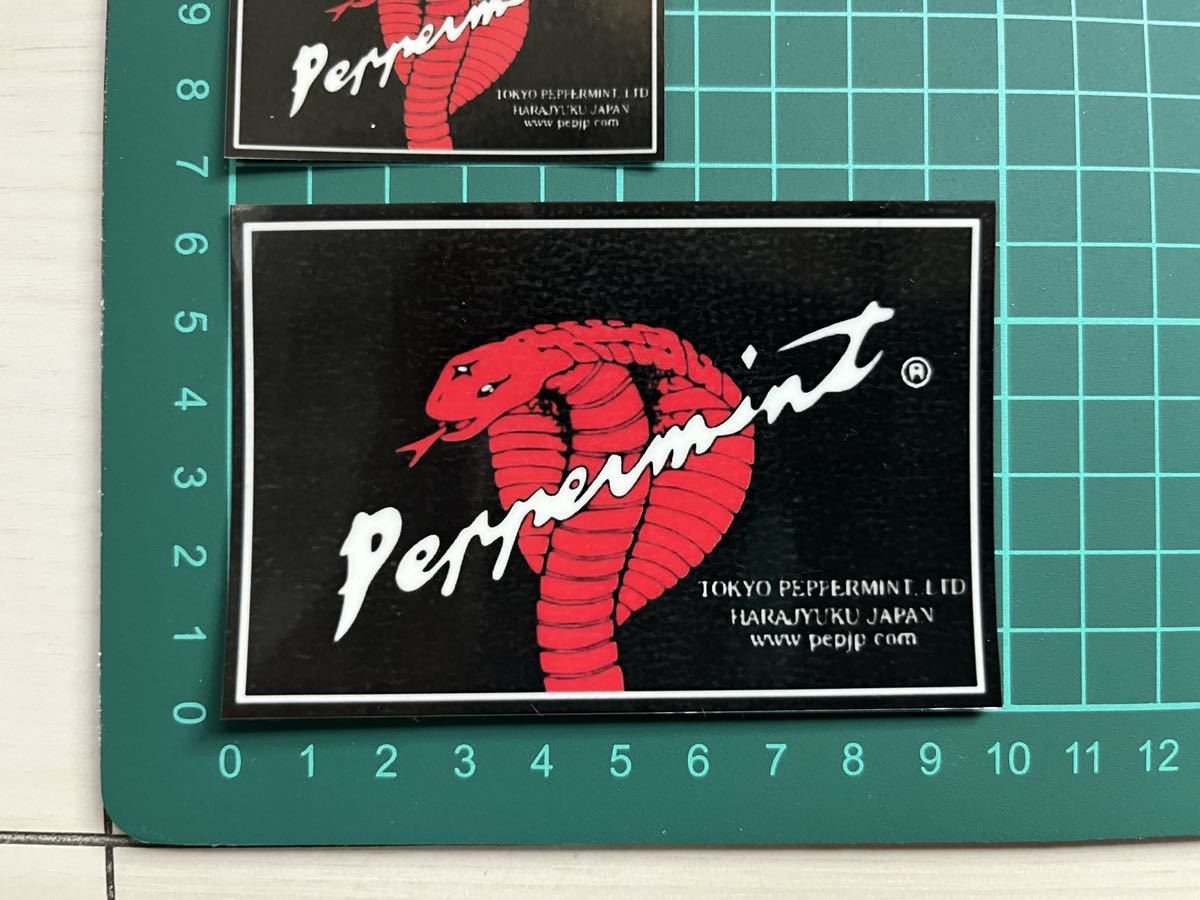 9
8
7
6
5
4
3
2
1
0
Pepperm
TOKYO PEPPERMINT. LTD
HARAJYUKU JAPAN
www pepjp com
Peppermint ®
TOKYO PEPPERMINT. LTD
HARAJYUKU JAPAN
www pepjp com
0 1 2 3 4 5 6 7 8 9 10 11 12